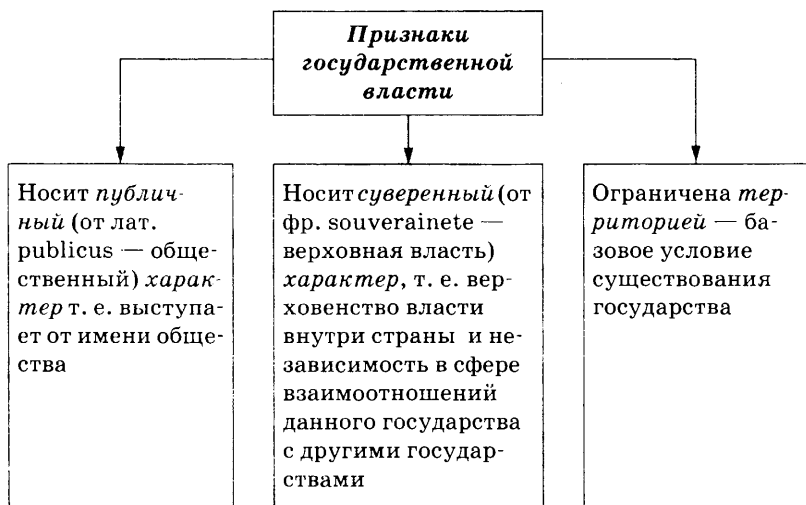 Признаки
государственной
власти
Носит публич-
ный (от лат.
publicus — обще-
ственный) харак-
тер т. е. выступа-
ет от имени обще-
ства
Носит суверенный (от
фр. souverainete —
верховная власть)
характер, т. е. вер-
ховенство власти
внутри страны и не-
зависимость в сфере
взаимоотношений
данного государства
с другими государ-
ствами
Ограничена тер-
риторией — ба-
зовое условие
существования
государства